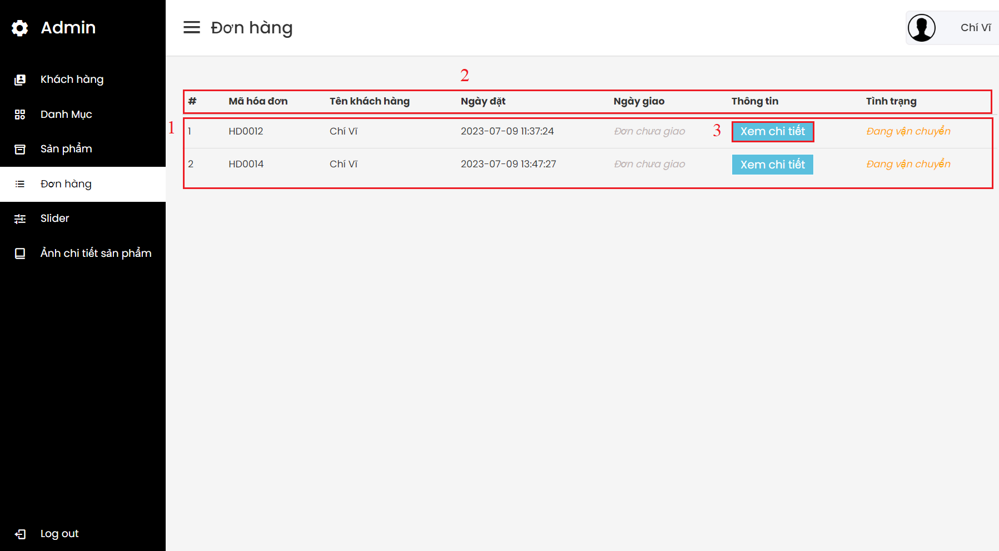 Admin
Khách hàng
Danh Mục
Sản phẩm
Đơn hàng
Slider
Ảnh chi tiết sản phẩm
Log out
Đơn hàng
Chí Vĩ
2
# Mã hóa đơn Tên khách hàng Ngày đặt Ngày giao Thông tin Tình trạng
1
1 HD0012 Chí Vĩ 2023-07-09 11:37:24 Đơn chưa giao 3 Xem chi tiết Đang vận chuyển
2 HD0014 Chí Vĩ 2023-07-09 13:47:27 Đơn chưa giao Xem chi tiết Đang vận chuyển